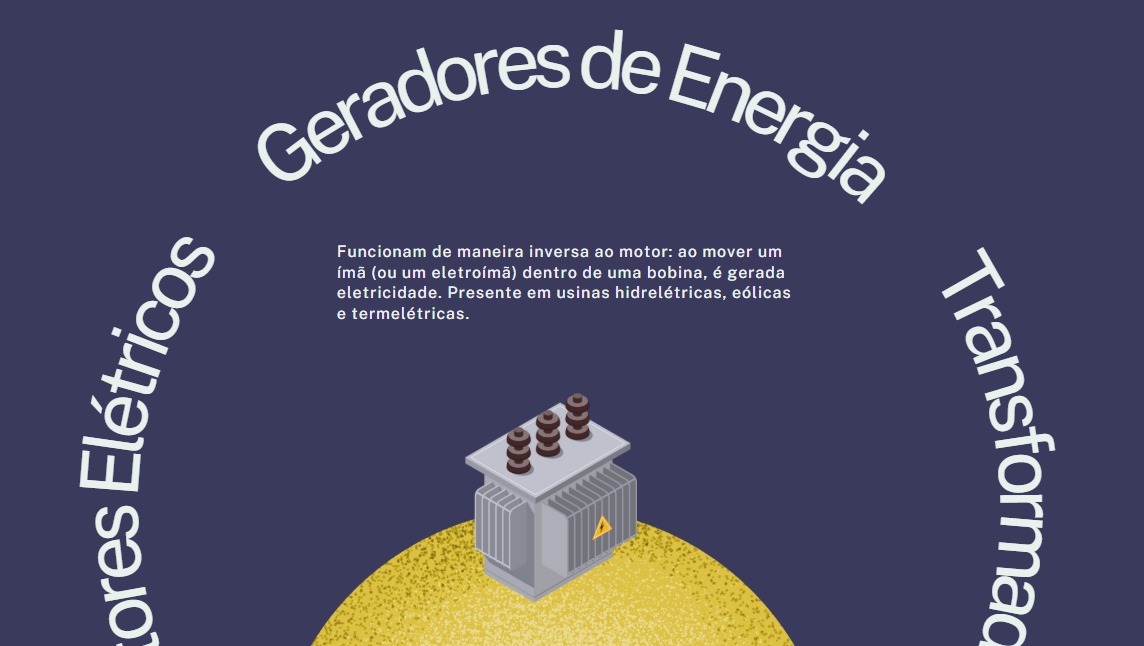 Geradores de Energia
Funcionam de maneira inversa ao motor: ao mover um
ímã (ou um eletroímã) dentro de uma bobina, é gerada
eletricidade. Presente em usinas hidrelétricas, eólicas
e termelétricas.
tores Elétricos
Transformad